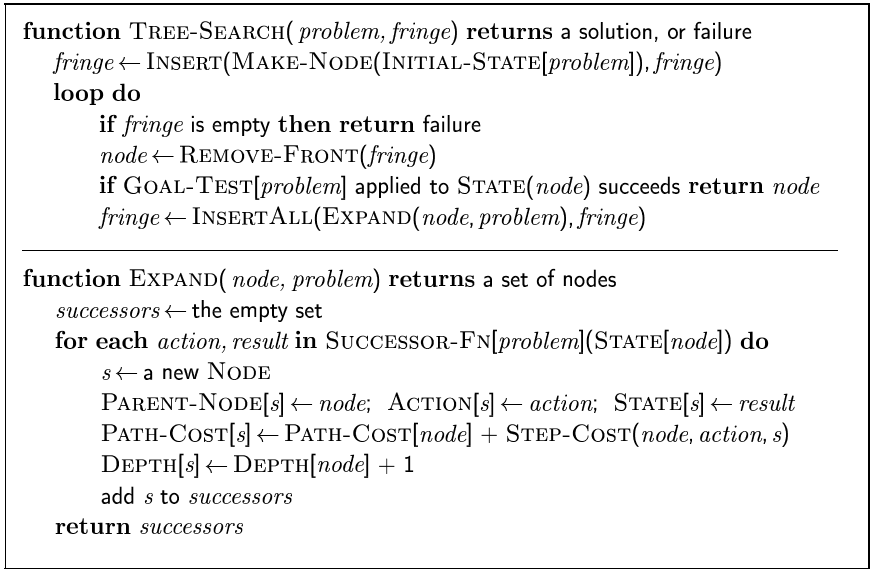 function TREE-SEARCH( problem, fringe) returns a solution, or failure
fringe ← INSERT(MAKE-NODE(INITIAL-STATE[problem]), fringe)
loop do
if fringe is empty then return failure
node ← REMOVE-FRONT(fringe)
if GOAL-TEST[problem] applied to STATE(node) succeeds return node
fringe ← INSERTALL(EXPAND(node, problem), fringe)
function EXPAND( node, problem) returns a set of nodes
successors ← the empty set
for each action, result in SUCCESSOR-FN[problem](STATE[node]) do
s ← a new NODE
PARENT-NODE[s] ← node; ACTION[s] ← action; STATE[s] ← result
PATH-COST[s] ← PATH-COST[node] + STEP-COST(node, action, s)
DEPTH[s] ← DEPTH[node] + 1
add s to successors
return successors